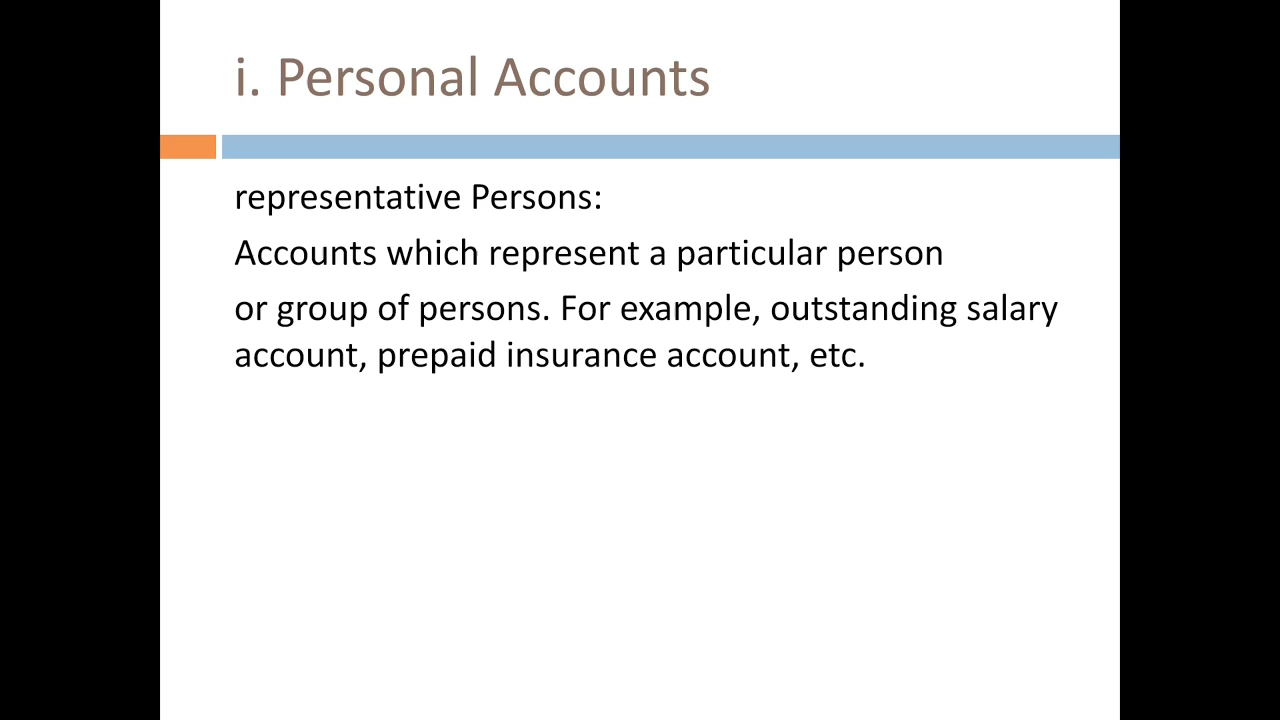 i. Personal Accounts
representative Persons:
Accounts which represent a particular person
or group of persons. For example, outstanding salary
account, prepaid insurance account, etc.